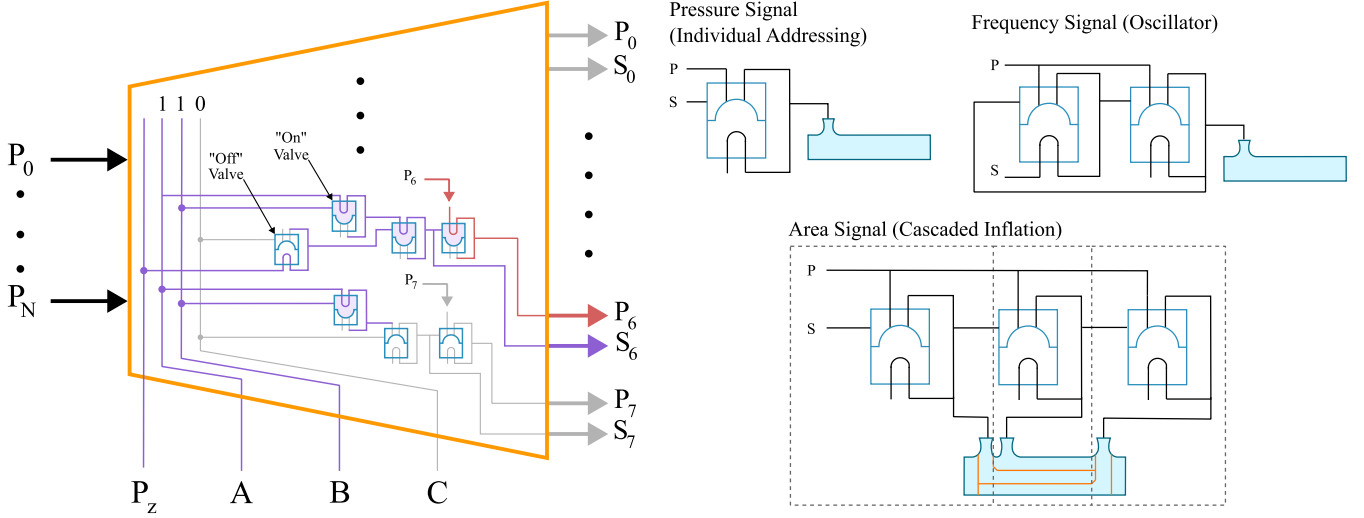 P0
PN
1 1 0
"Off"
Valve
"On"
Valve
P6
P7
Pz
A
B
C
P0
S0
P6
S6
P7
S7
Pressure Signal
(Individual Addressing)
P
S
Frequency Signal (Oscillator)
P
S
Area Signal (Cascaded Inflation)
P
S